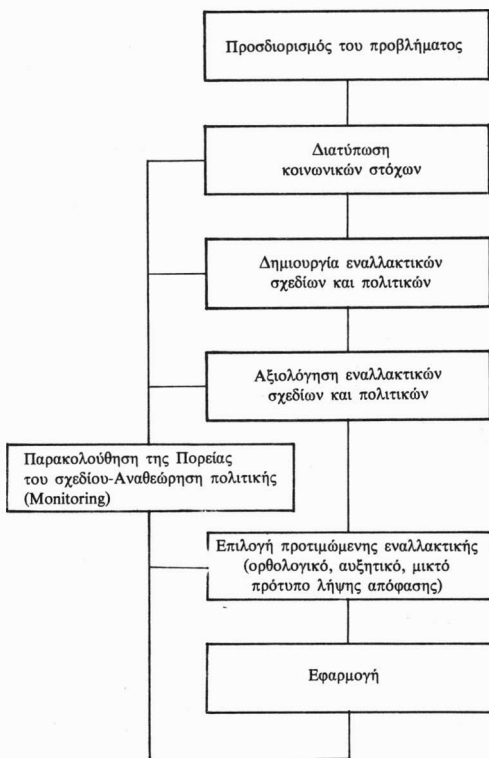 Προσδιορισμός του προβλήματος
Διατύπωση
κοινωνικών στόχων
Δημιουργία εναλλακτικών
σχεδίων και πολιτικών
Αξιολόγηση εναλλακτικών
σχεδίων και πολιτικών
Παρακολούθηση της Πορείας
του σχεδίου-Αναθεώρηση πολιτικής
(Monitoring)
Επιλογή προτιμώμενης εναλλακτικής
(ορθολογικό, αυξητικό, μικτό
πρότυπο λήψης απόφασης)
Εφαρμογή